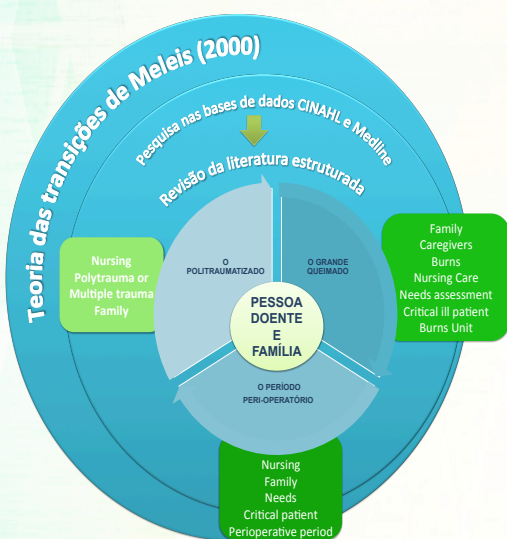 Teoria das transições de Meleis (2000)
Pesquisa nas bases de dados CINAHL e Medline
Revisão da literatura estruturada
O
POLITRAUMATIZADO
O GRANDE
QUEIMADO
Nursing
Polytrauma or
Multiple trauma
Family
Family
Caregivers
Burns
Nursing Care
Needs assessment
Critical ill patient
Burns Unit
PESSOA
DOENTE
E
FAMÍLIA
O PERÍODO
PERI-OPERATÓRIO
Nursing
Family
Needs
Critical patient
Perioperative period